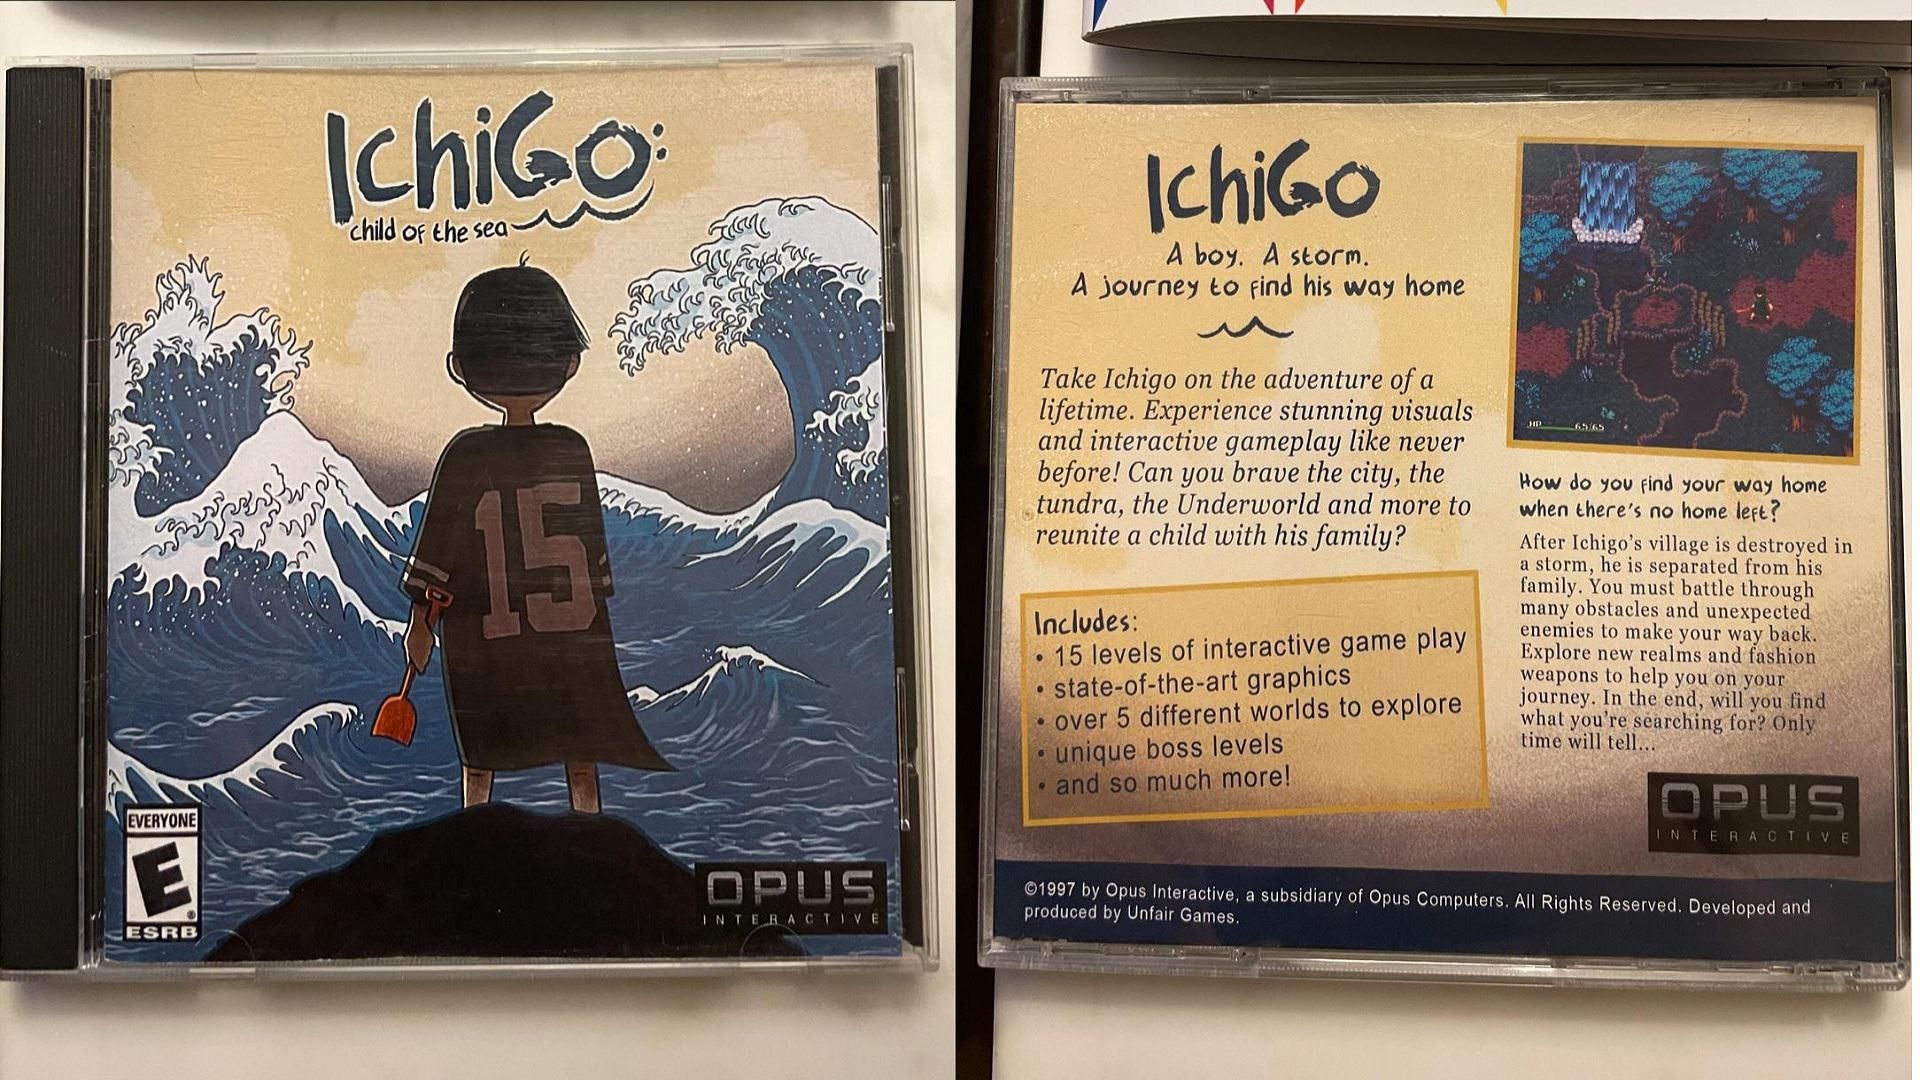 IchiGo:
child of the sea
15
EVERYONE
E
®
ESRB
OPUS
INTERACTIVE
IchiGo
A boy. A storm.
A journey to find his way home
Take Ichigo on the adventure of a
lifetime. Experience stunning visuals
and interactive gameplay like never
before! Can you brave the city, the
tundra, the Underworld and more to
reunite a child with his family?
Includes:
• 15 levels of interactive game play
• state-of-the-art graphics
• over 5 different worlds to explore
• unique boss levels
• and so much more!
HP 65/65
How do you find your way home
when there's no home left?
After Ichigo's village is destroyed in
a storm, he is separated from his
family. You must battle through
many obstacles and unexpected
enemies to make your way back.
Explore new realms and fashion
weapons to help you on your
journey. In the end, will you find
what you're searching for? Only
time will tell...
OPUS
INTERACTIVE
©1997 by Opus Interactive, a subsidiary of Opus Computers. All Rights Reserved. Developed and
produced by Unfair Games.